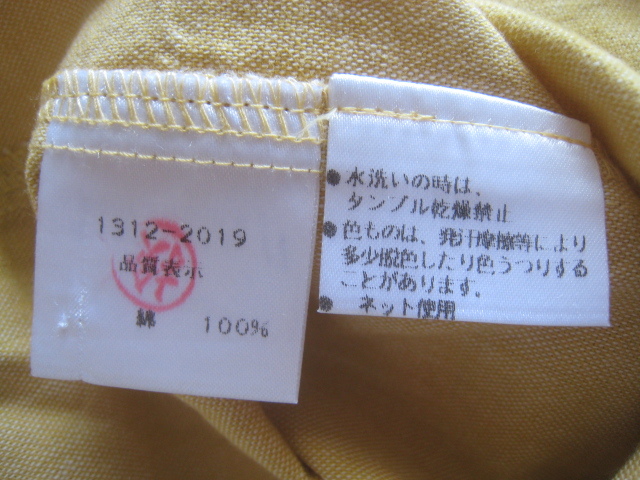 1312-2019
品質表示
綿 100%
●水洗いの時は、
タンブル乾燥禁止
●色ものは、発汁摩擦等により
多少脱色したり色うつりする
ことがあります。
● ネット使用